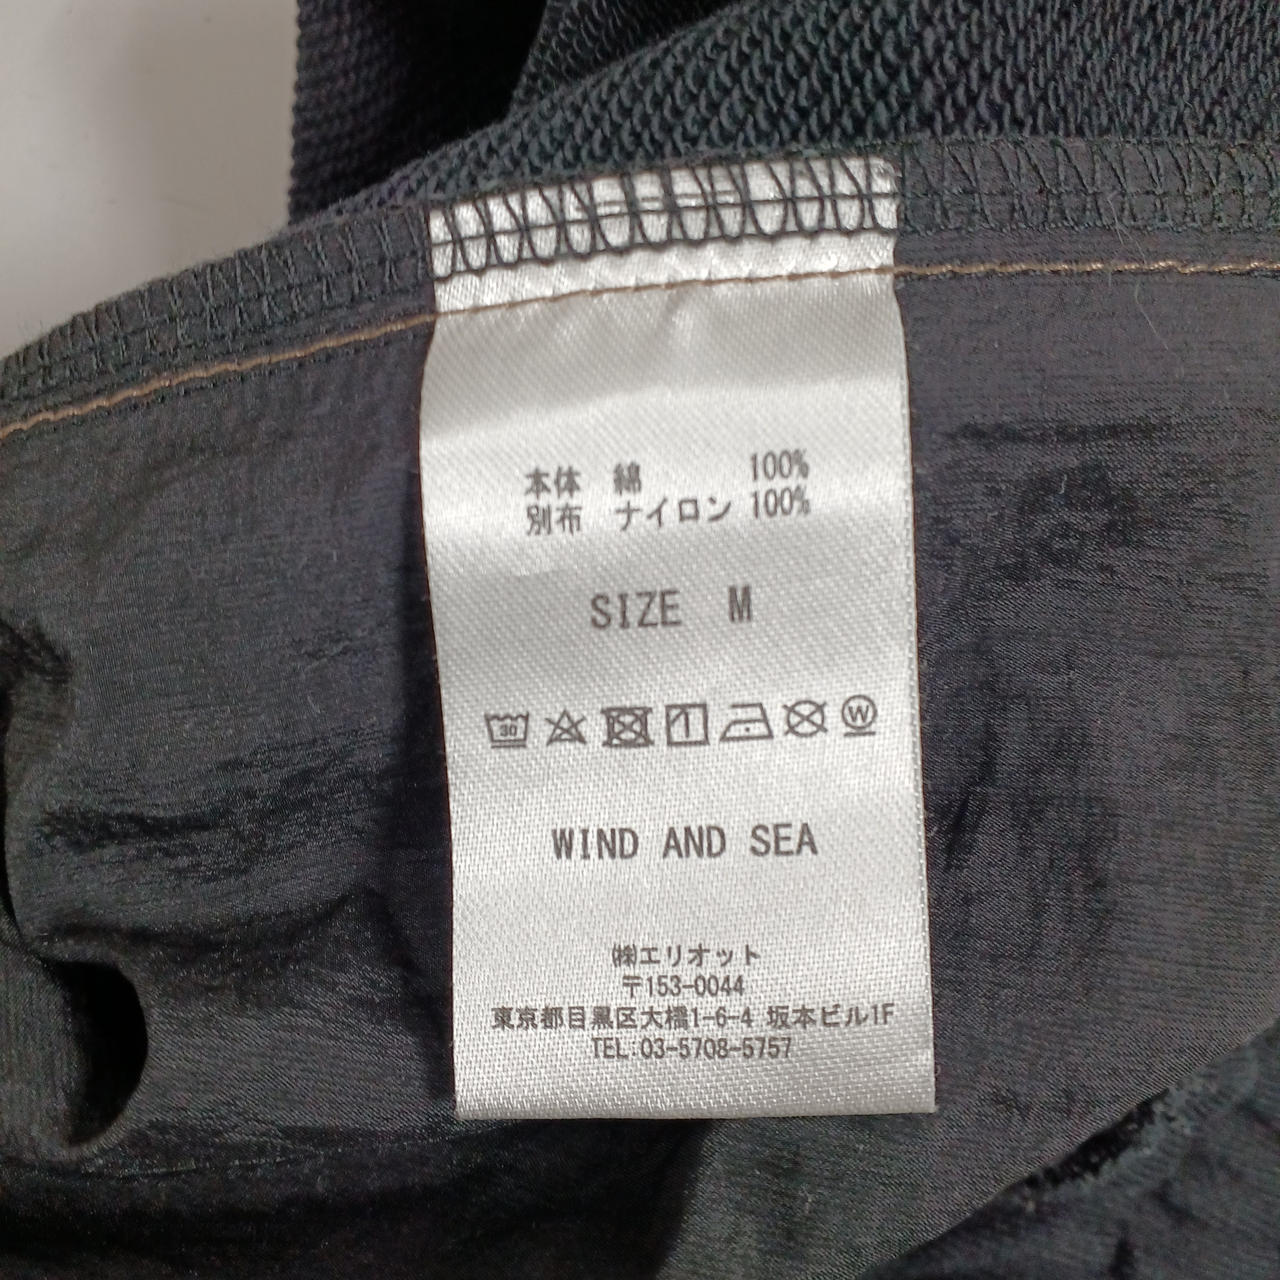 本体　綿　100%
別布　ナイロン 100%
SIZE M
30
WIND AND SEA
㈱エリオット
〒153-0044
東京都目黒区大橋1-6-4 坂本ビル1F
TEL:03-5708-5757